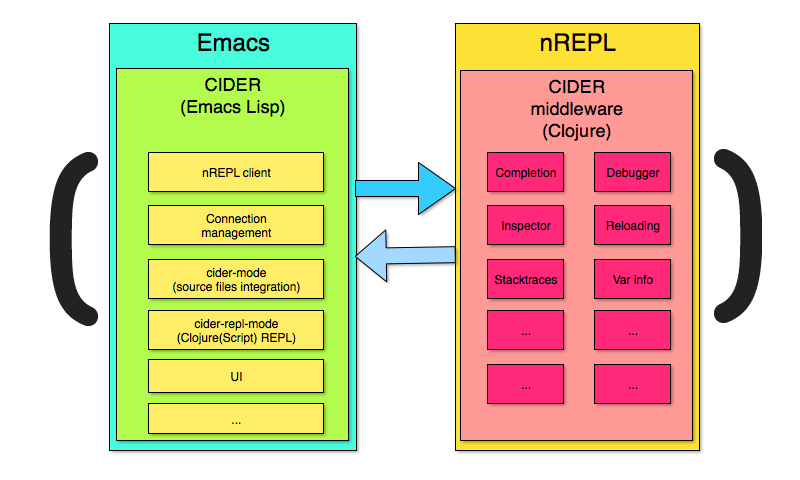 Emacs
CIDER
(Emacs Lisp)
nREPL client
Connection
management
cider-mode
(source files integration)
cider-repl-mode
(Clojure(Script) REPL)
UI
...
nREPL
CIDER
middleware
(Clojure)
Completion
Debugger
Inspector
Reloading
Stacktraces
Var info
...
...
...
...